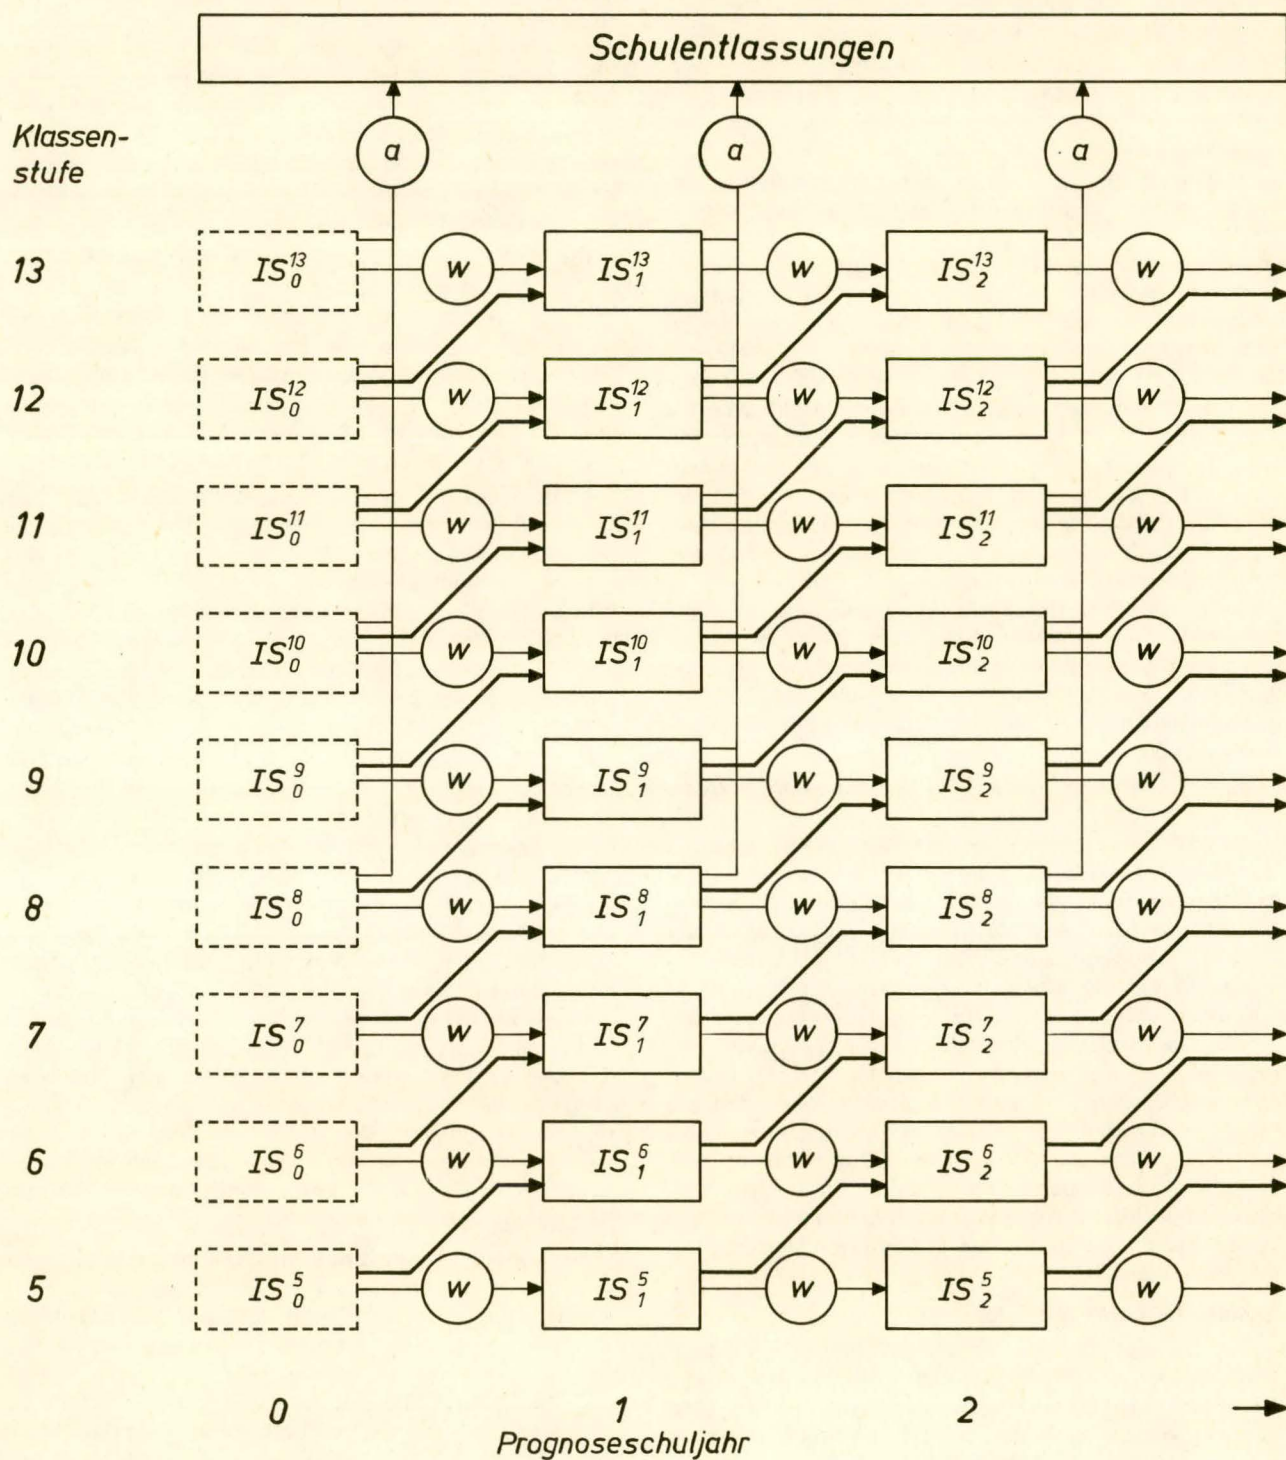 Schulentlassungen
Klassen-
stufe
a a a
13 IS₀¹³ w IS₁¹³ w IS₂¹³ w
12 IS₀¹² w IS₁¹² w IS₂¹² w
11 IS₀¹¹ w IS₁¹¹ w IS₂¹¹ w
10 IS₀¹⁰ w IS₁¹⁰ w IS₂¹⁰ w
9 IS₀⁹ w IS₁⁹ w IS₂⁹ w
8 IS₀⁸ w IS₁⁸ w IS₂⁸ w
7 IS₀⁷ w IS₁⁷ w IS₂⁷ w
6 IS₀⁶ w IS₁⁶ w IS₂⁶ w
5 IS₀⁵ w IS₁⁵ w IS₂⁵ w
0 1 2
Prognoseschuljahr